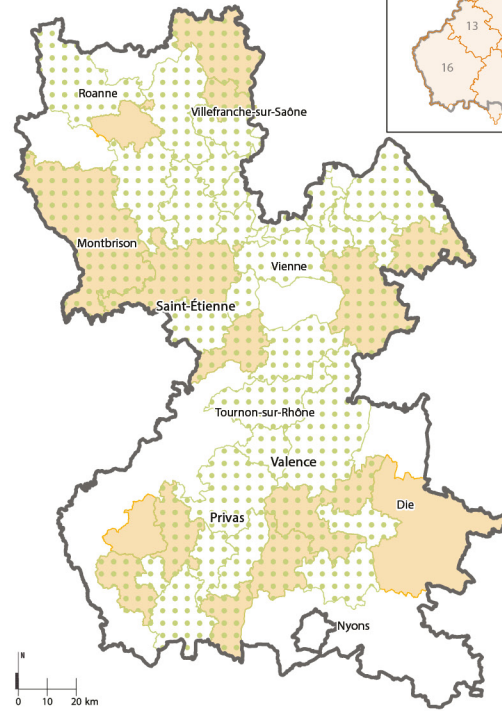 13
16
Roanne
Villefranche-sur-Saône
Montbrison
Vienne
Saint-Étienne
Tournon-sur-Rhône
Valence
Die
Privas
Nyons
N
0 10 20 km